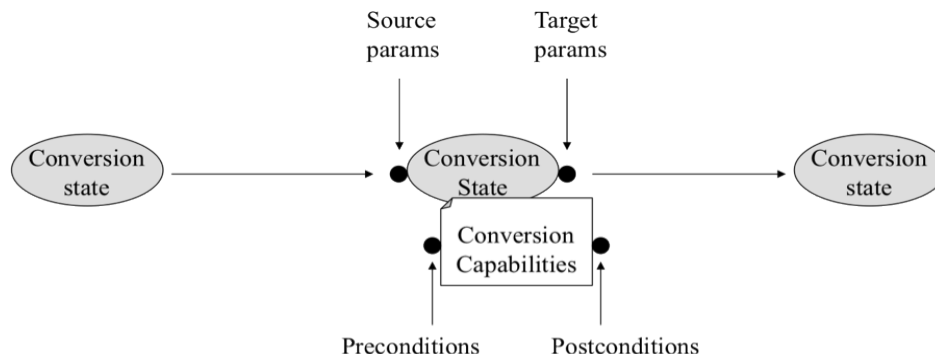 Source
params
Target
params
Conversion
state
Conversion
State
Conversion
state
Conversion
Capabilities
Preconditions
Postconditions